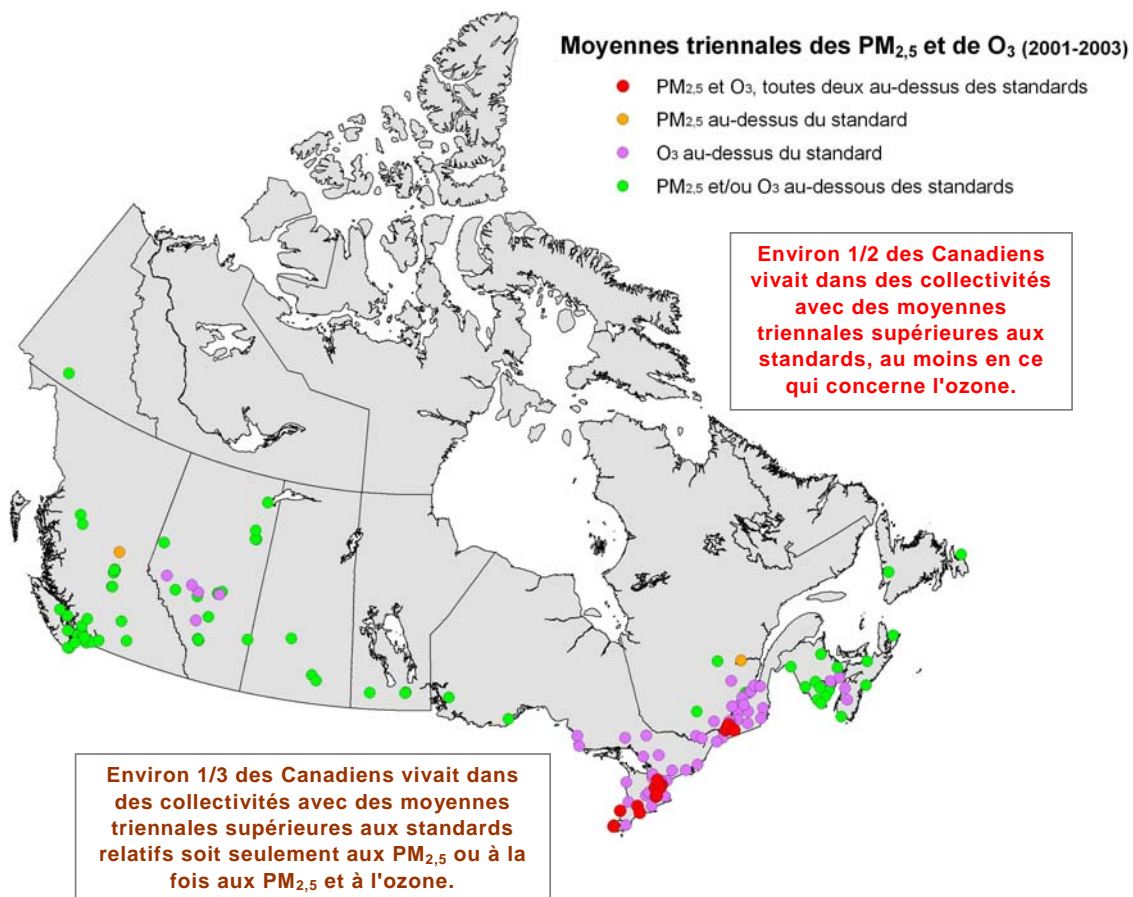 Moyennes triennales des PM2,5 et de O3 (2001-2003)
PM2,5 et O3, toutes deux au-dessus des standards
PM2,5 au-dessus du standard
O3 au-dessus du standard
PM2,5 et/ou O3 au-dessous des standards
Environ 1/2 des Canadiens
vivait dans des collectivités
avec des moyennes
triennales supérieures aux
standards, au moins en ce
qui concerne l'ozone.
Environ 1/3 des Canadiens vivait dans
des collectivités avec des moyennes
triennales supérieures aux standards
relatifs soit seulement aux PM2,5 ou à la
fois aux PM2,5 et à l'ozone.